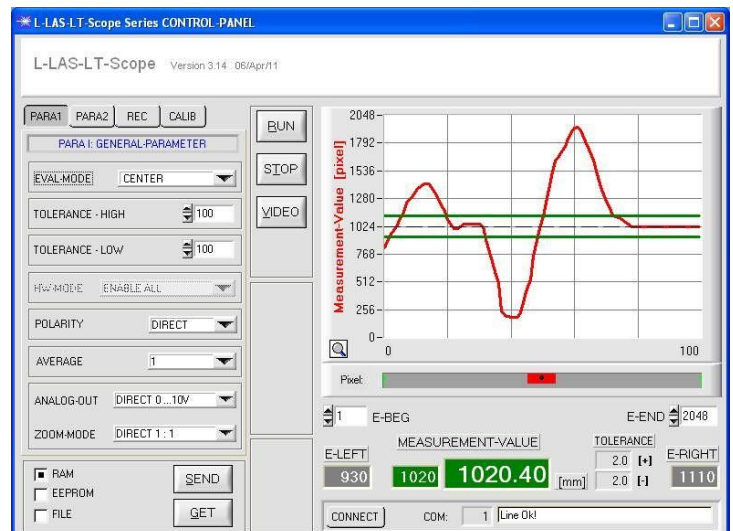 L-LAS-LT-Scope Series CONTROL-PANEL
L-LAS-LT-Scope Version 3.14 06/Apr/11
PARA1 PARA2 REC CALIB
PARA I: GENERAL-PARAMETER
EVAL-MODE CENTER
TOLERANCE - HIGH 100
TOLERANCE - LOW 100
HW-MODE ENABLE ALL
POLARITY DIRECT
AVERAGE 1
ANALOG-OUT DIRECT 0...10V
ZOOM-MODE DIRECT 1:1
RAM
EEPROM
FILE
SEND
GET
RUN
STOP
VIDEO
Measurement-Value [pixel]
2048
1792
1536
1280
1024
768
512
256
0
0 100
Pixel:
1 E-BEG E-END 2048
MEASUREMENT-VALUE TOLERANCE
E-LEFT E-RIGHT
930 1020 1020.40 [mm] 1110
2.0 [+]
2.0 [-]
CONNECT COM: 1 Line Ok!